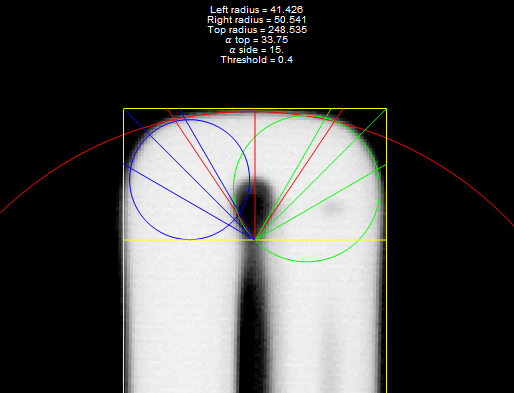 Left radius = 41.426
Right radius = 50.541
Top radius = 248.535
α top = 33.75
α side = 15.
Threshold = 0.4